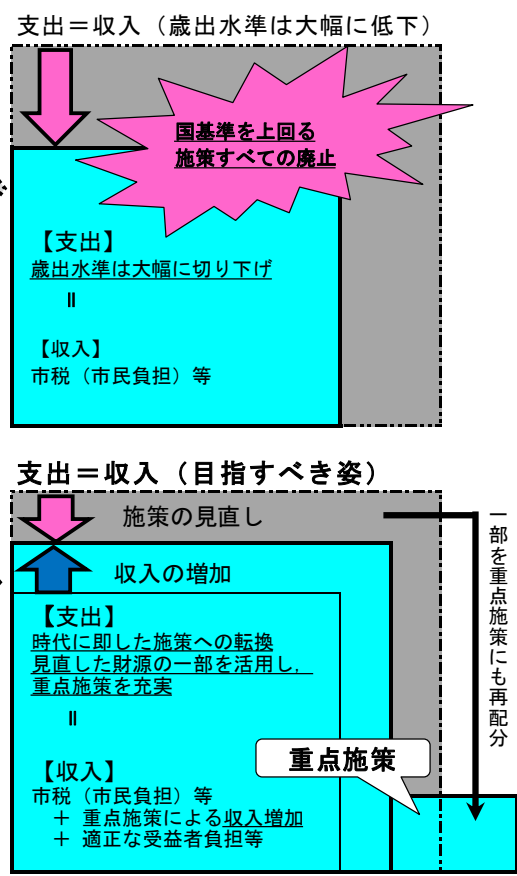 支出＝収入（歳出水準は大幅に低下）
国基準を上回る
施策すべての廃止
【支出】
歳出水準は大幅に切り下げ
＝
【収入】
市税（市民負担）等
支出＝収入（目指すべき姿）
施策の見直し
一部を重点施策にも再配分
収入の増加
【支出】
時代に即した施策への転換
見直した財源の一部を活用し，
重点施策を充実
＝
重点施策
【収入】
市税（市民負担）等
＋ 重点施策による収入増加
＋ 適正な受益者負担等